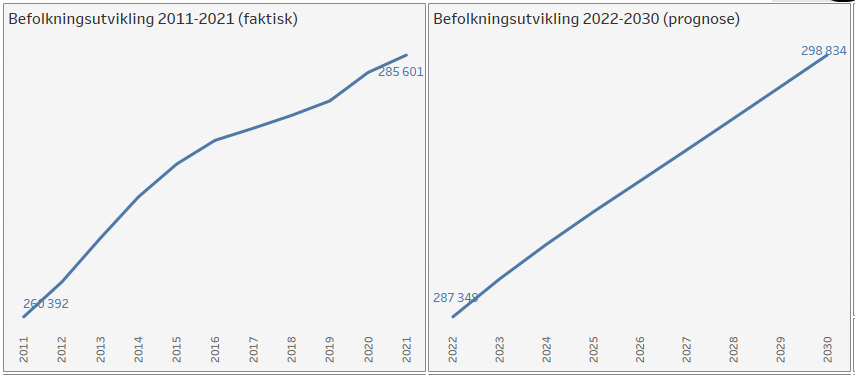 Befolkningsutvikling 2011-2021 (faktisk)
285 601
260 392
2011 2012 2013 2014 2015 2016 2017 2018 2019 2020 2021
Befolkningsutvikling 2022-2030 (prognose)
298 834
287 349
2022 2023 2024 2025 2026 2027 2028 2029 2030